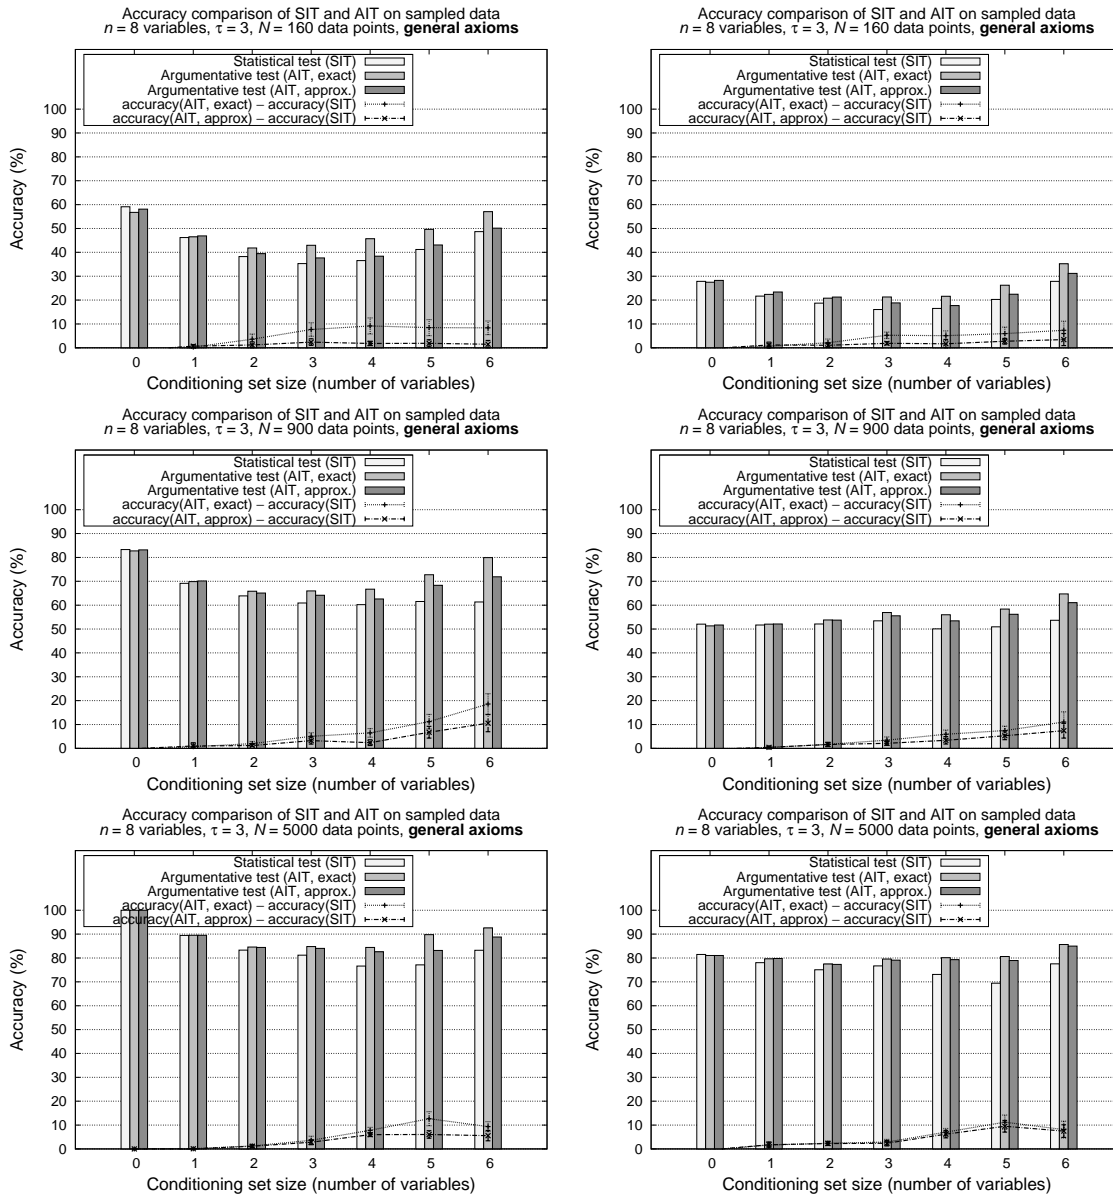 Accuracy comparison of SIT and AIT on sampled data
n = 8 variables, τ = 3, N = 160 data points, general axioms
Statistical test (SIT)
Argumentative test (AIT, exact)
Argumentative test (AIT, approx.)
accuracy(AIT, exact) − accuracy(SIT)
accuracy(AIT, approx) − accuracy(SIT)
Accuracy (%)
100
90
80
70
60
50
40
30
20
10
0
0 1 2 3 4 5 6
Conditioning set size (number of variables)
Accuracy comparison of SIT and AIT on sampled data
n = 8 variables, τ = 3, N = 160 data points, general axioms
Statistical test (SIT)
Argumentative test (AIT, exact)
Argumentative test (AIT, approx.)
accuracy(AIT, exact) − accuracy(SIT)
accuracy(AIT, approx) − accuracy(SIT)
Accuracy (%)
100
90
80
70
60
50
40
30
20
10
0
0 1 2 3 4 5 6
Conditioning set size (number of variables)
Accuracy comparison of SIT and AIT on sampled data
n = 8 variables, τ = 3, N = 900 data points, general axioms
Statistical test (SIT)
Argumentative test (AIT, exact)
Argumentative test (AIT, approx.)
accuracy(AIT, exact) − accuracy(SIT)
accuracy(AIT, approx) − accuracy(SIT)
Accuracy (%)
100
90
80
70
60
50
40
30
20
10
0
0 1 2 3 4 5 6
Conditioning set size (number of variables)
Accuracy comparison of SIT and AIT on sampled data
n = 8 variables, τ = 3, N = 900 data points, general axioms
Statistical test (SIT)
Argumentative test (AIT, exact)
Argumentative test (AIT, approx.)
accuracy(AIT, exact) − accuracy(SIT)
accuracy(AIT, approx) − accuracy(SIT)
Accuracy (%)
100
90
80
70
60
50
40
30
20
10
0
0 1 2 3 4 5 6
Conditioning set size (number of variables)
Accuracy comparison of SIT and AIT on sampled data
n = 8 variables, τ = 3, N = 5000 data points, general axioms
Statistical test (SIT)
Argumentative test (AIT, exact)
Argumentative test (AIT, approx.)
accuracy(AIT, exact) − accuracy(SIT)
accuracy(AIT, approx) − accuracy(SIT)
Accuracy (%)
100
90
80
70
60
50
40
30
20
10
0
0 1 2 3 4 5 6
Conditioning set size (number of variables)
Accuracy comparison of SIT and AIT on sampled data
n = 8 variables, τ = 3, N = 5000 data points, general axioms
Statistical test (SIT)
Argumentative test (AIT, exact)
Argumentative test (AIT, approx.)
accuracy(AIT, exact) − accuracy(SIT)
accuracy(AIT, approx) − accuracy(SIT)
Accuracy (%)
100
90
80
70
60
50
40
30
20
10
0
0 1 2 3 4 5 6
Conditioning set size (number of variables)